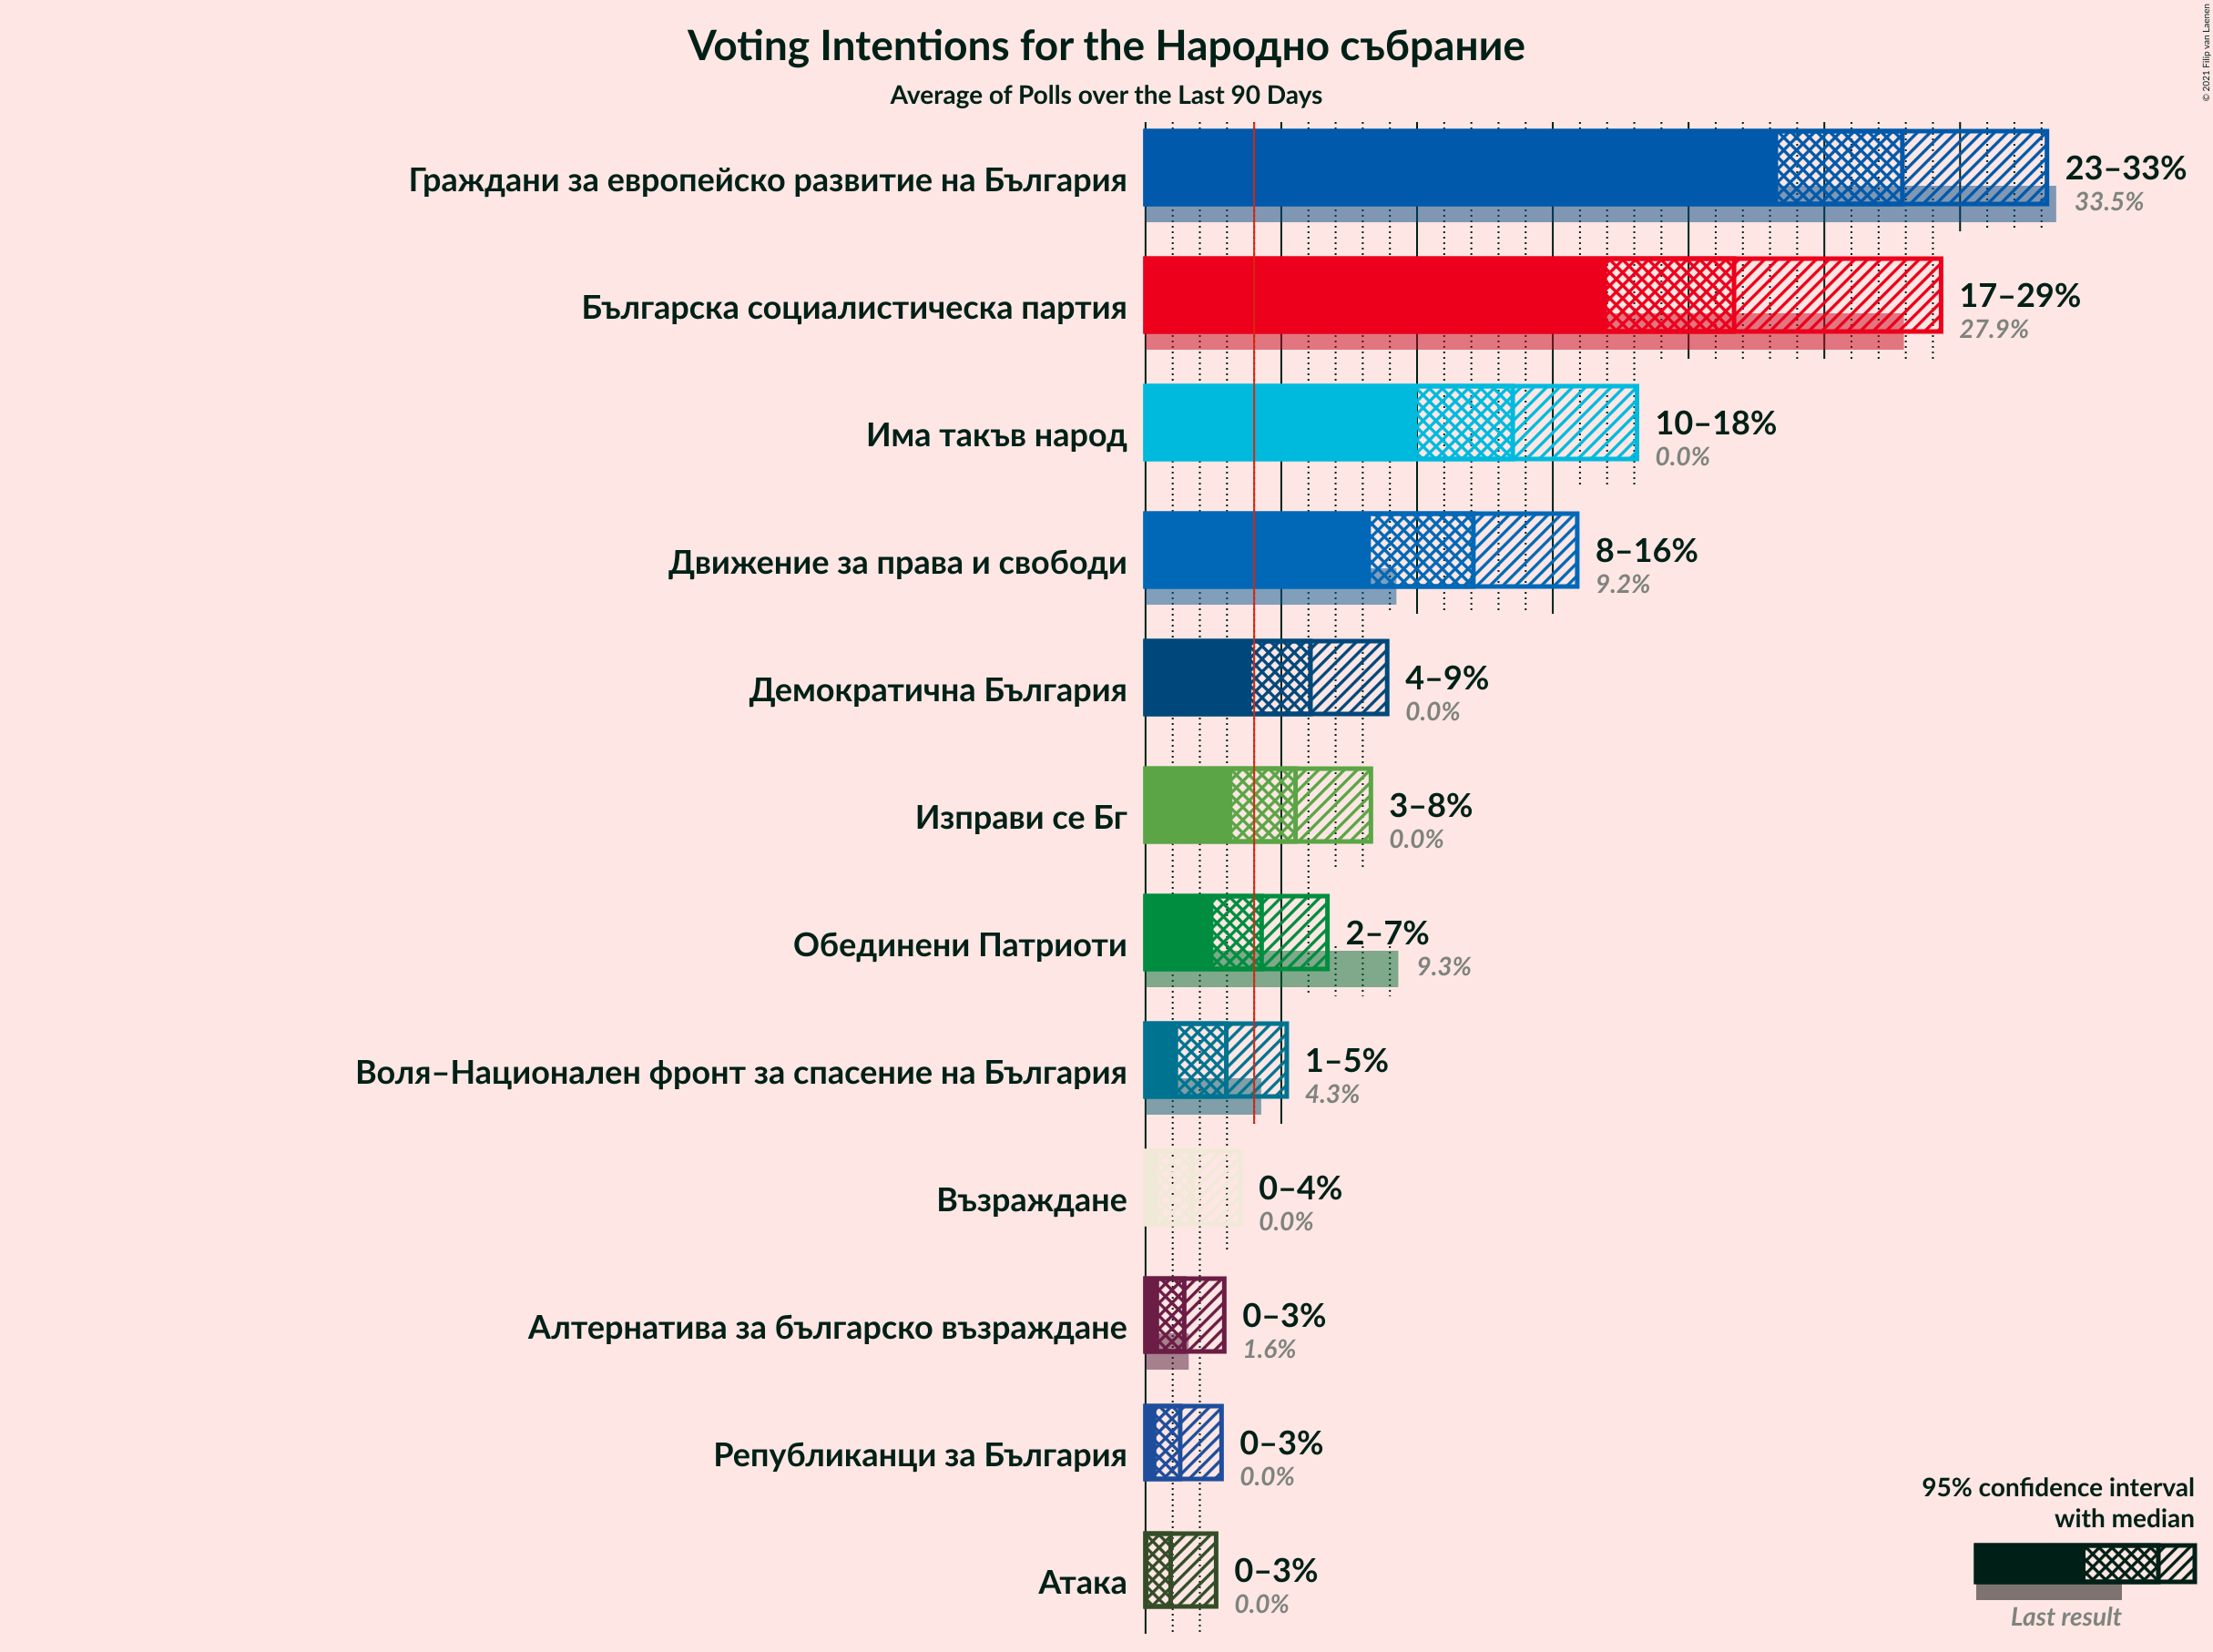 © 2021 Filip van Laenen
Voting Intentions for the Народно събрание
Average of Polls over the Last 90 Days
Граждани за европейско развитие на България
23–33%
33.5%
Българска социалистическа партия
17–29%
27.9%
Има такъв народ
10–18%
0.0%
Движение за права и свободи
8–16%
9.2%
Демократична България
4–9%
0.0%
Изправи се Бг
3–8%
0.0%
Обединени Патриоти
2–7%
9.3%
Воля–Национален фронт за спасение на България
1–5%
4.3%
Възраждане
0–4%
0.0%
Алтернатива за българско възраждане
0–3%
1.6%
Републиканци за България
0–3%
0.0%
Атака
0–3%
0.0%
95% confidence interval
with median
Last result